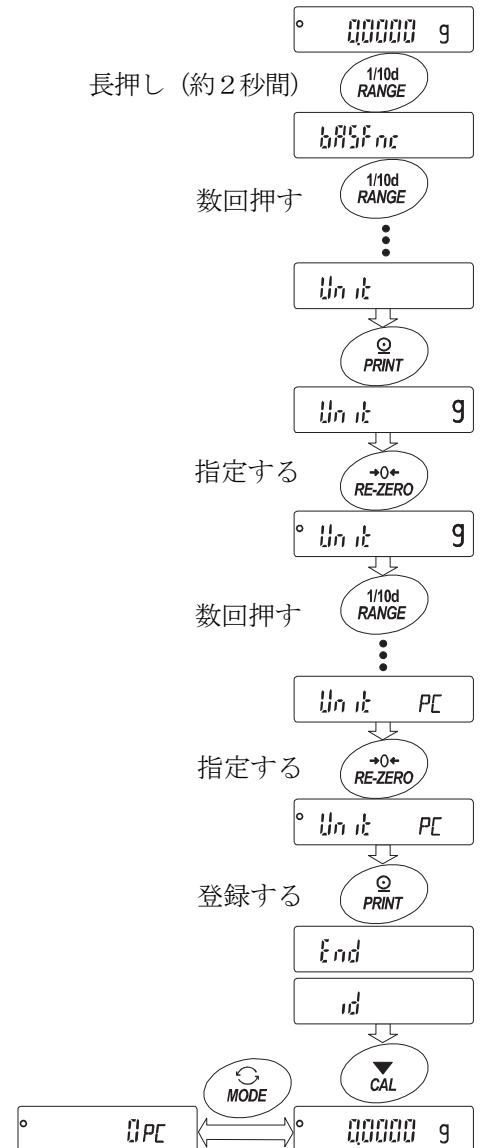 0.0000 g
長押し（約２秒間）
1/10d
RANGE
bASFnc
数回押す
1/10d
RANGE
Unit
PRINT
Unit g
指定する
→0←
RE-ZERO
Unit g
数回押す
1/10d
RANGE
Unit PC
指定する
→0←
RE-ZERO
Unit PC
登録する
PRINT
End
id
MODE
CAL
0 PC
0.0000 g